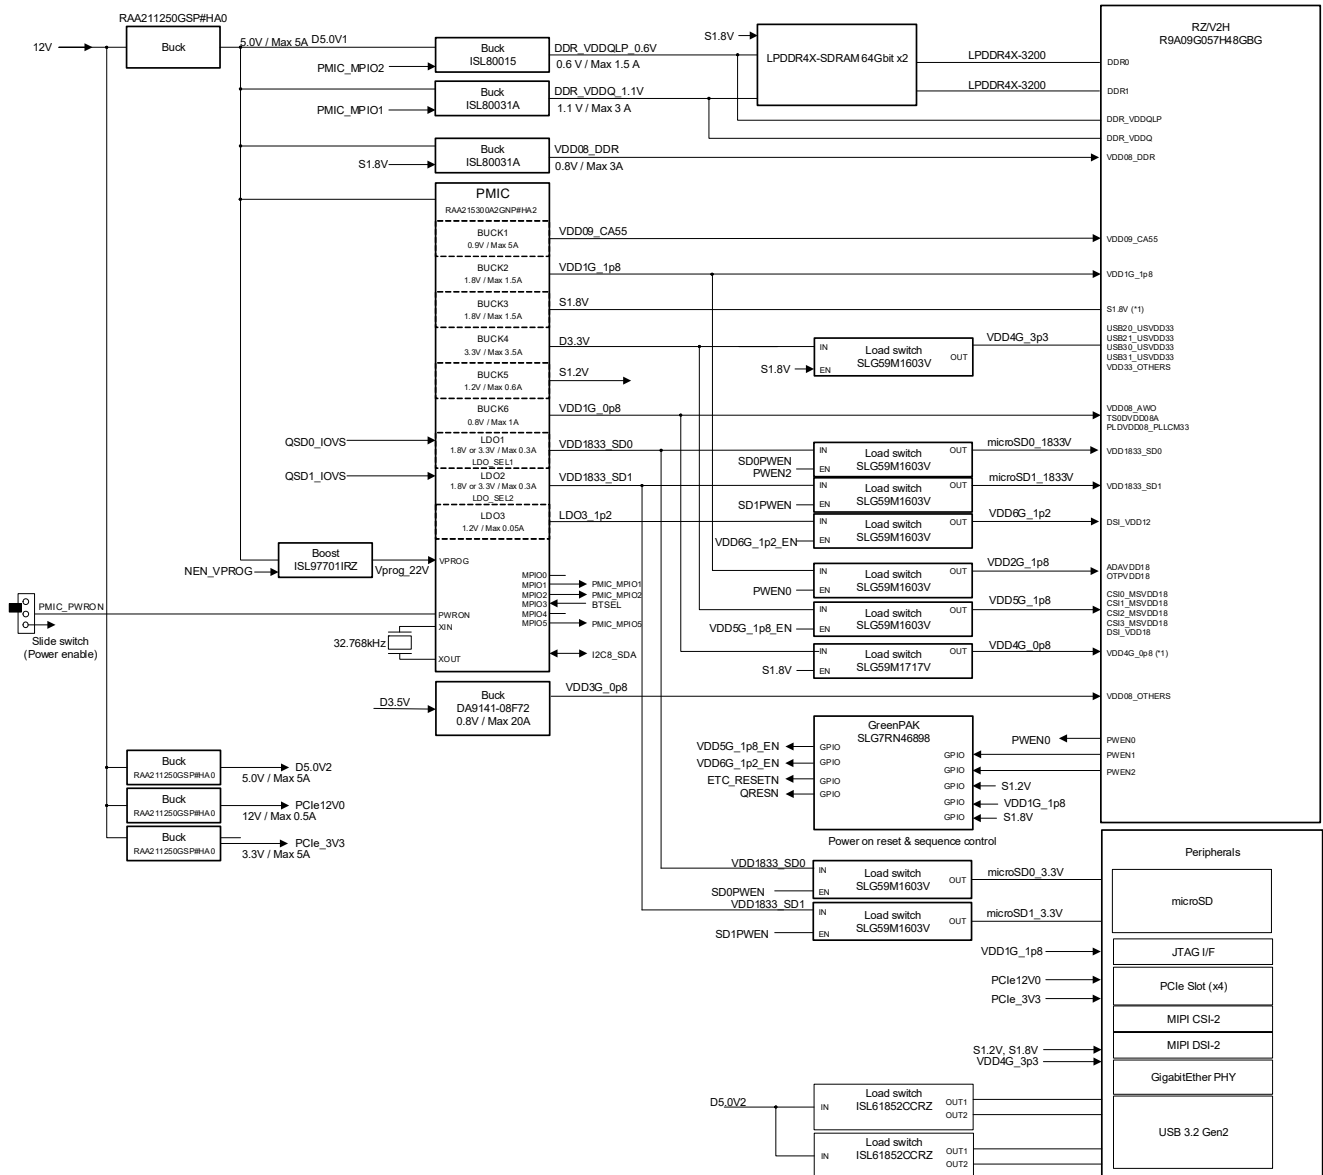 RAA211250GSP#HA0
12V
Buck
5.0V / Max 5A D5.0V1
PMIC_MPIO2
Buck
ISL80015
DDR_VDDQLP_0.6V
0.6 V / Max 1.5 A
PMIC_MPIO1
Buck
ISL80031A
DDR_VDDQ_1.1V
1.1 V / Max 3 A
S1.8V
Buck
ISL80031A
VDD08_DDR
0.8V / Max 3A
S1.8V
LPDDR4X-SDRAM 64Gbit x2
LPDDR4X-3200
LPDDR4X-3200
RZ/V2H
R9A09G057H48GBG
DDR0
DDR1
DDR_VDDQLP
DDR_VDDQ
VDD08_DDR
VDD09_CA55
VDD1G_1p8
S1.8V (*1)
USB20_USVDD33
USB21_USVDD33
USB30_USVDD33
USB31_USVDD33
VDD33_OTHERS
VDD08_AWO
TS0DVDD08A
PLDVDD08_PLLCM33
VDD1833_SD0
VDD1833_SD1
DSI_VDD12
ADAVDD18
OTPVDD18
CSI0_MSVDD18
CSI1_MSVDD18
CSI2_MSVDD18
CSI3_MSVDD18
DSI_VDD18
VDD4G_0p8 (*1)
VDD08_OTHERS
PWEN0
PWEN1
PWEN2
PMIC
RAA215300A2GNP#HA2
BUCK1
0.9V / Max 5A
VDD09_CA55
BUCK2
1.8V / Max 1.5A
VDD1G_1p8
BUCK3
1.8V / Max 1.5A
S1.8V
BUCK4
3.3V / Max 3.5A
D3.3V
BUCK5
1.2V / Max 0.6A
S1.2V
BUCK6
0.8V / Max 1A
VDD1G_0p8
QSD0_IOVS
LDO1
1.8V or 3.3V / Max 0.3A
LDO_SEL1
VDD1833_SD0
QSD1_IOVS
LDO2
1.8V or 3.3V / Max 0.3A
LDO_SEL2
VDD1833_SD1
LDO3
1.2V / Max 0.05A
LDO3_1p2
NEN_VPROG
Boost
ISL97701IRZ
Vprog_22V
VPROG
MPIO0
MPIO1
MPIO2
MPIO3
MPIO4
MPIO5
PMIC_MPIO1
PMIC_MPIO2
BTSEL
PMIC_MPIO5
PMIC_PWRON
PWRON
XIN
XOUT
32.768kHz
I2C8_SDA
Slide switch
(Power enable)
D3.5V
Buck
DA9141-08F72
0.8V / Max 20A
VDD3G_0p8
IN
Load switch
SLG59M1603V
OUT
VDD4G_3p3
S1.8V
EN
IN
Load switch
SLG59M1603V
OUT
microSD0_1833V
SD0PWEN
PWEN2
EN
IN
Load switch
SLG59M1603V
OUT
microSD1_1833V
SD1PWEN
EN
IN
Load switch
SLG59M1603V
OUT
VDD6G_1p2
VDD6G_1p2_EN
EN
IN
Load switch
SLG59M1603V
OUT
VDD2G_1p8
PWEN0
EN
IN
Load switch
SLG59M1603V
OUT
VDD5G_1p8
VDD5G_1p8_EN
EN
IN
Load switch
SLG59M1717V
OUT
VDD4G_0p8
S1.8V
EN
GreenPAK
SLG7RN46898
VDD5G_1p8_EN
GPIO
VDD6G_1p2_EN
GPIO
ETC_RESETN
GPIO
QRESN
GPIO
GPIO
GPIO
GPIO
GPIO
GPIO
PWEN0
S1.2V
VDD1G_1p8
S1.8V
Power on reset & sequence control
Buck
RAA211250GSP#HA0
D5.0V2
5.0V / Max 5A
Buck
RAA211250GSP#HA0
PCIe12V0
12V / Max 0.5A
Buck
RAA211250GSP#HA0
PCIe_3V3
3.3V / Max 5A
VDD1833_SD0
IN
Load switch
SLG59M1603V
OUT
microSD0_3.3V
SD0PWEN
EN
VDD1833_SD1
IN
Load switch
SLG59M1603V
OUT
microSD1_3.3V
SD1PWEN
EN
VDD1G_1p8
PCIe12V0
PCIe_3V3
S1.2V, S1.8V
VDD4G_3p3
D5.0V2
IN
Load switch
ISL61852CCRZ
OUT1
OUT2
IN
Load switch
ISL61852CCRZ
OUT1
OUT2
Peripherals
microSD
JTAG I/F
PCIe Slot (x4)
MIPI CSI-2
MIPI DSI-2
GigabitEther PHY
USB 3.2 Gen2